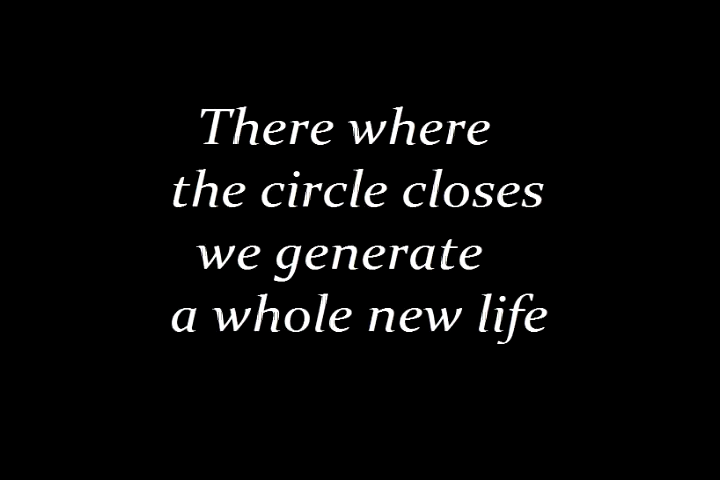 There where
the circle closes
we generate
a whole new life